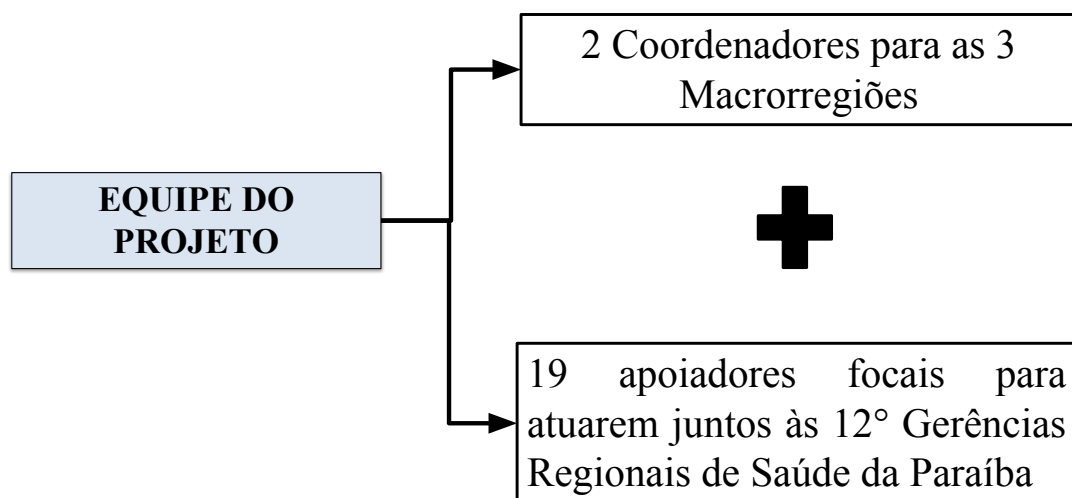 2 Coordenadores para as 3
Macrorregiões
EQUIPE DO
PROJETO
19 apoiadores focais para
atuarem juntos às 12° Gerências
Regionais de Saúde da Paraíba